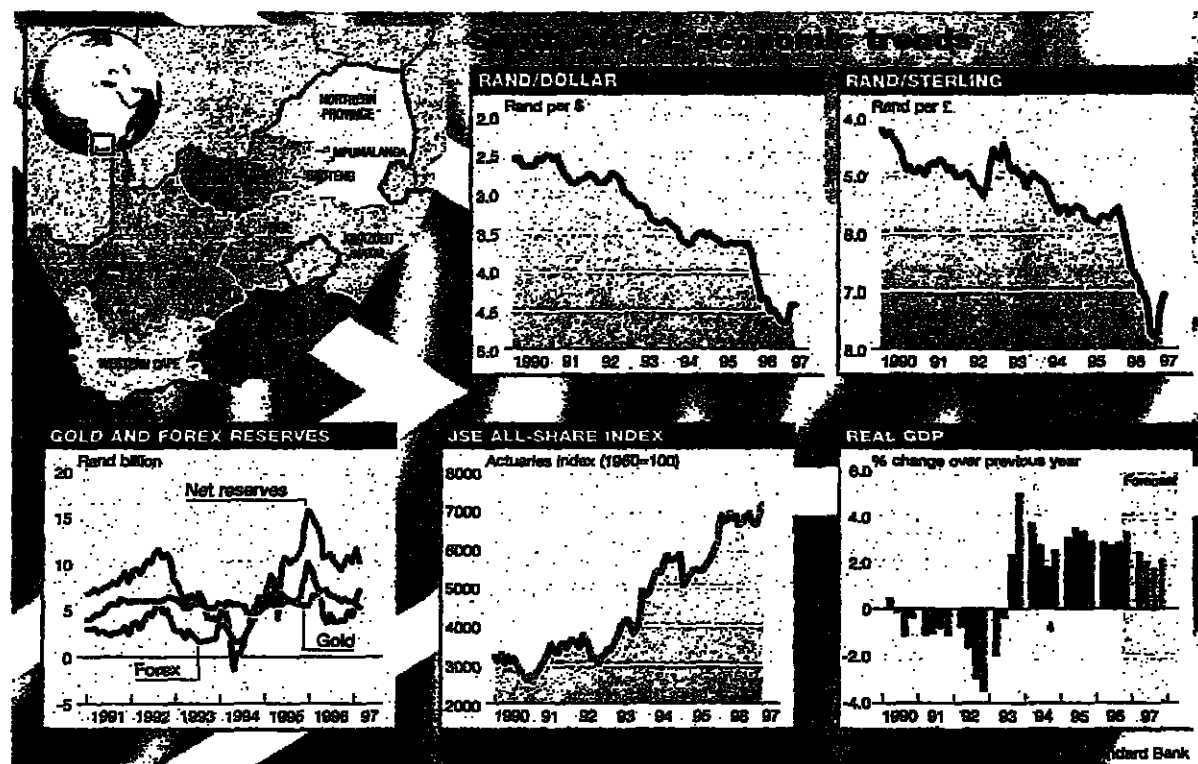 Economic trends
NORTHERN
PROVINCE
MPUMALANGA
GAUTENG
WESTERN CAPE
RAND/DOLLAR
Rand per $
2.0
2.5
3.0
3.5
4.0
4.5
5.0
1990 91 92 93 94 95 96 97
RAND/STERLING
Rand per £
4.0
5.0
6.0
7.0
8.0
1990 91 92 93 94 95 96 97
GOLD AND FOREX RESERVES
Rand billion
20
15
10
5
0
-5
Net reserves
Gold
Forex
1991 1992 1993 1994 1995 1996 97
JSE ALL-SHARE INDEX
Actuaries index (1960=100)
8000
7000
6000
5000
4000
3000
2000
1990 91 92 93 94 95 96 97
REAL GDP
% change over previous year
6.0
4.0
2.0
0
-2.0
-4.0
Forecast
1990 91 92 93 94 95 96 97
ndard Bank